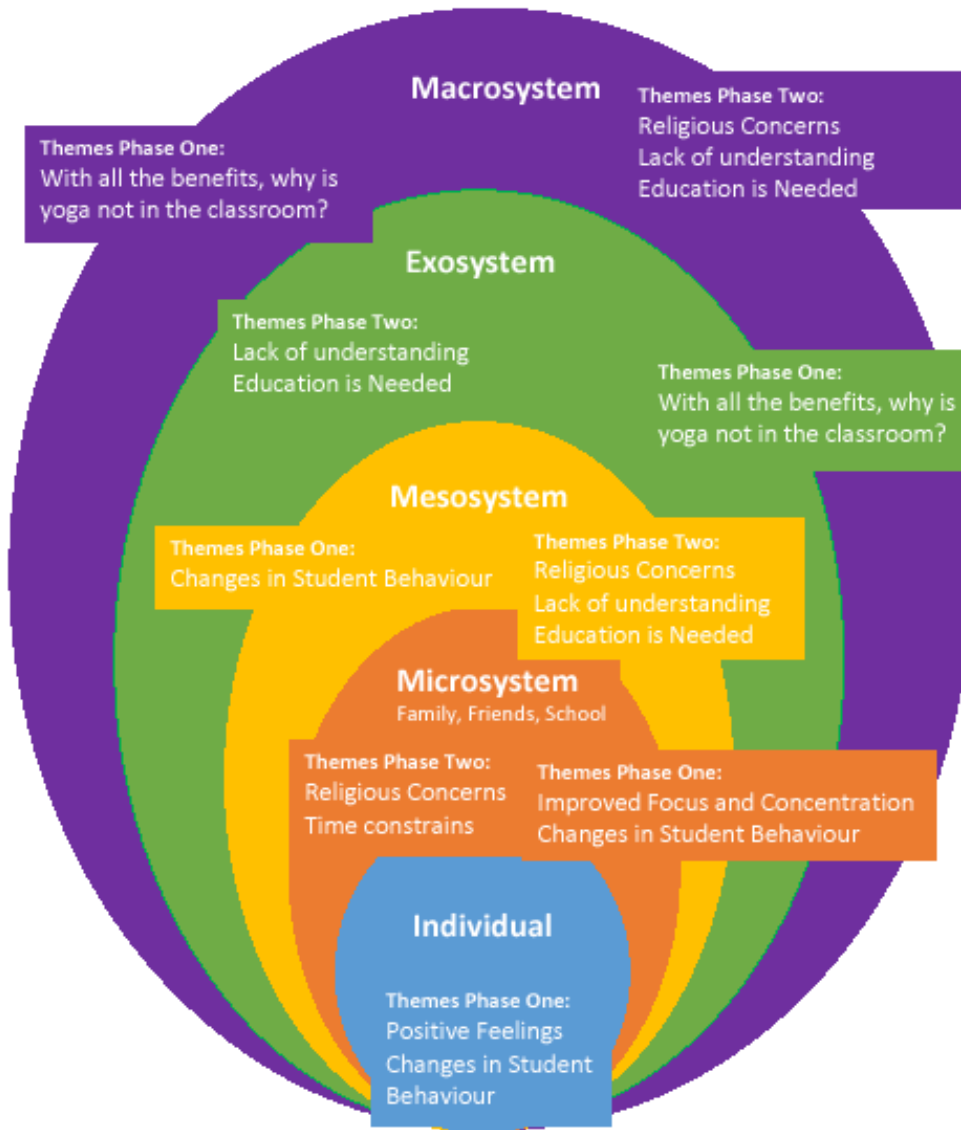 Macrosystem
Themes Phase One:
With all the benefits, why is
yoga not in the classroom?
Themes Phase Two:
Religious Concerns
Lack of understanding
Education is Needed
Exosystem
Themes Phase Two:
Lack of understanding
Education is Needed
Themes Phase One:
With all the benefits, why is
yoga not in the classroom?
Mesosystem
Themes Phase One:
Changes in Student Behaviour
Themes Phase Two:
Religious Concerns
Lack of understanding
Education is Needed
Microsystem
Family, Friends, School
Themes Phase Two:
Religious Concerns
Time constrains
Themes Phase One:
Improved Focus and Concentration
Changes in Student Behaviour
Individual
Themes Phase One:
Positive Feelings
Changes in Student
Behaviour